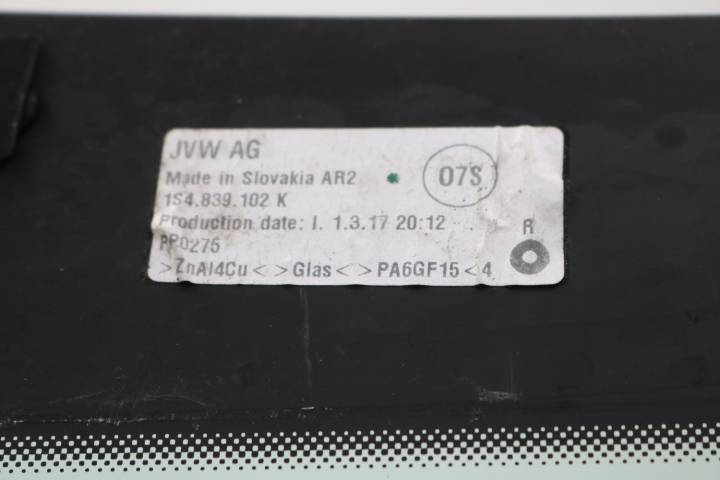 JVW AG
Made in Slovakia AR2
07S
1S4.839.102 K
Production date: I. 1.3.17 20:12
PP0275
R
>ZnAl4Cu< >Glas< >PA6GF15<4